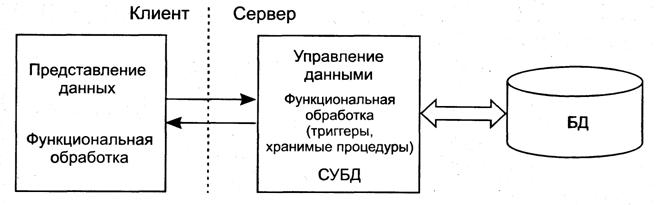 Клиент
Сервер
Представление
данных
Функциональная
обработка
Управление
данными
Функциональная
обработка
(триггеры,
хранимые процедуры)
СУБД
БД